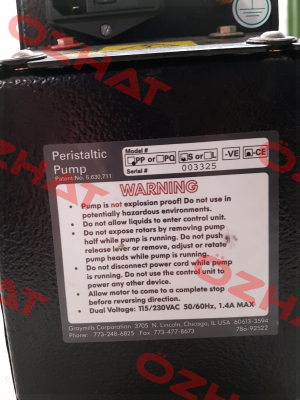 Peristaltic
Pump
Patent No. 5,630,711
Model #
PP or PQ
S or L
-VE
-CE
Serial #
003325
WARNING
• Pump is not explosion proof! Do not use in
potentially hazardous environments.
• Do not allow liquids to enter control unit.
• Do not expose rotors by removing pump
half while pump is running. Do not push
release lever or remove, adjust or rotate
pump heads while pump is running.
• Do not disconnect power cord while pump
is running. Do not use the control unit to
power any other device.
• Allow motor to come to a complete stop
before reversing direction.
• Dual Voltage: 115/230VAC 50/60Hz, 1.4A MAX
Graymills Corporation 3705 N. Lincoln, Chicago, IL USA 60613-3594
Phone: 773-248-6825 Fax: 773-477-8673 786-92522
OZHAT
OZHAT
OZHAT
OZHAT